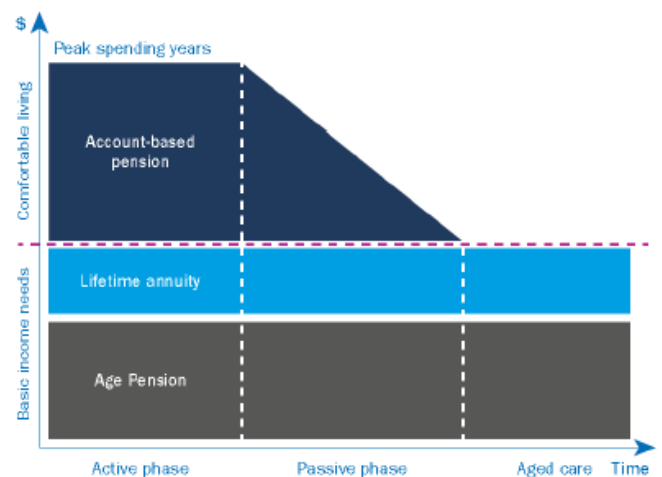 $
Peak spending years
Comfortable living
Account-based
pension
Lifetime annuity
Basic income needs
Age Pension
Active phase
Passive phase
Aged care
Time